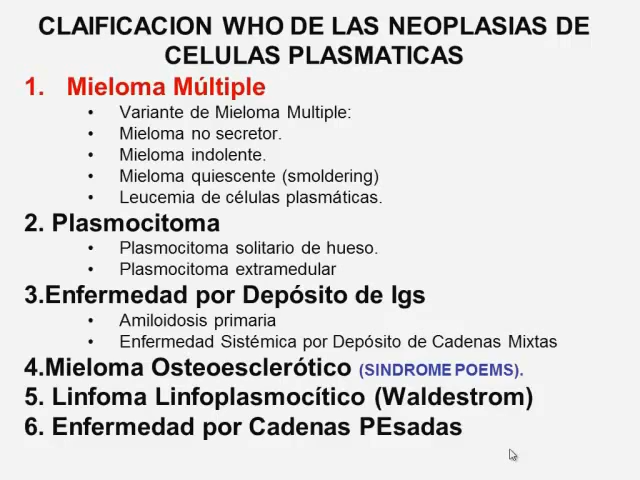 CLAIFICACION WHO DE LAS NEOPLASIAS DE
CELULAS PLASMATICAS
1. Mieloma Múltiple
• Variante de Mieloma Multiple:
• Mieloma no secretor.
• Mieloma indolente.
• Mieloma quiescente (smoldering)
• Leucemia de células plasmáticas.
2. Plasmocitoma
• Plasmocitoma solitario de hueso.
• Plasmocitoma extramedular
3.Enfermedad por Depósito de Igs
• Amiloidosis primaria
• Enfermedad Sistémica por Depósito de Cadenas Mixtas
4.Mieloma Osteoesclerótico (SINDROME POEMS).
5. Linfoma Linfoplasmocítico (Waldestrom)
6. Enfermedad por Cadenas PEsadas